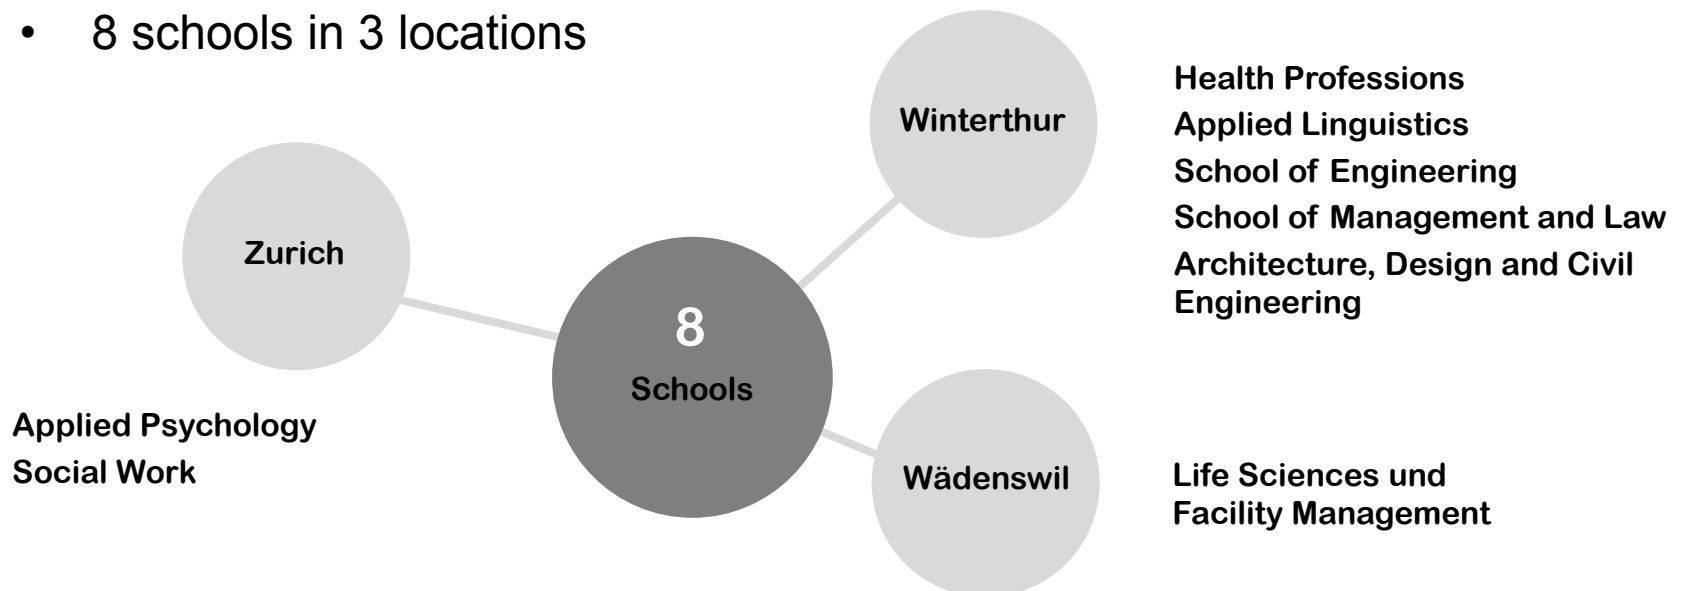 • 8 schools in 3 locations
Winterthur
Health Professions
Applied Linguistics
School of Engineering
School of Management and Law
Architecture, Design and Civil
Engineering
Zurich
8
Schools
Applied Psychology
Social Work
Wädenswil
Life Sciences und
Facility Management